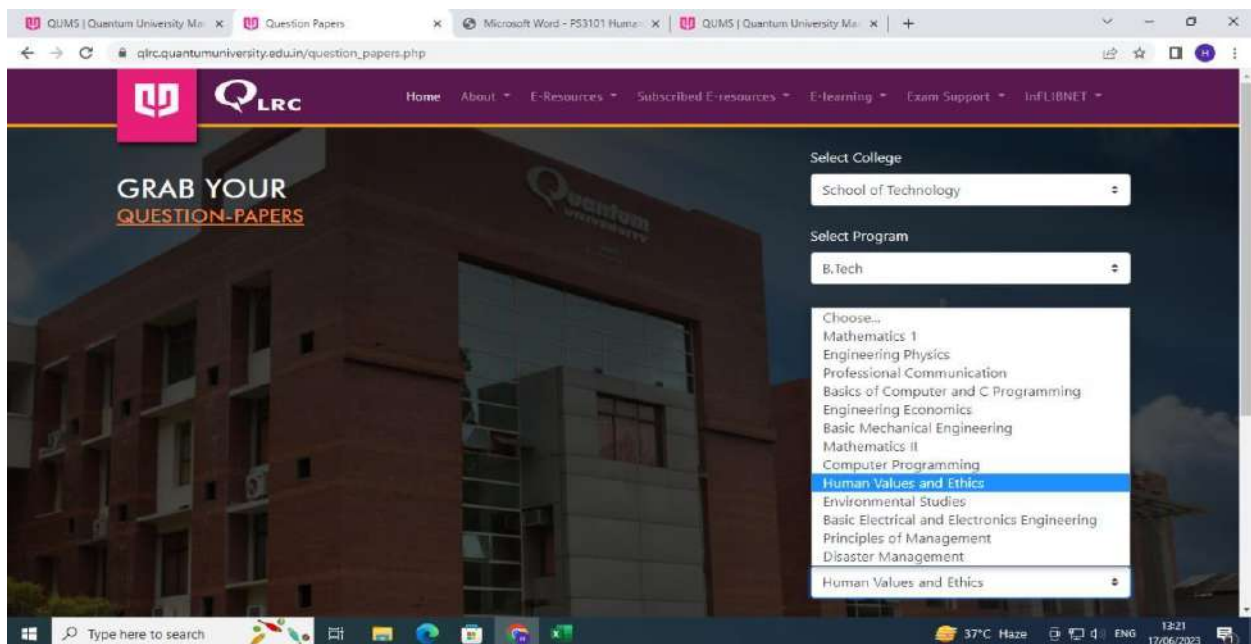 QUMS | Quantum University Ma
Question Papers
Microsoft Word - PS3101 Human
QUMS | Quantum University Ma
qlrc.quantumuniversity.edu.in/question_papers.php
H
QLRC
Home About E-Resources Subscribed E-resources E-learning Exam Support InfLIBNET
GRAB YOUR
QUESTION-PAPERS
Quantum
UNIVERSITY
Select College
School of Technology
Select Program
B.Tech
Choose...
Mathematics 1
Engineering Physics
Professional Communication
Basics of Computer and C Programming
Engineering Economics
Basic Mechanical Engineering
Mathematics II
Computer Programming
Human Values and Ethics
Environmental Studies
Basic Electrical and Electronics Engineering
Principles of Management
Disaster Management
Human Values and Ethics
Type here to search
37°C Haze ENG
13:21
17/06/2023